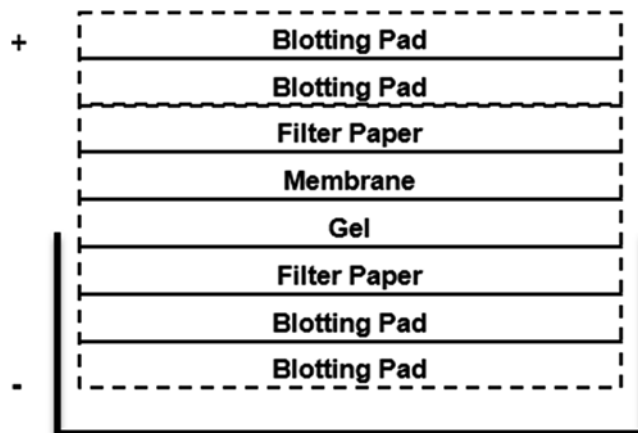 +
Blotting Pad
Blotting Pad
Filter Paper
Membrane
Gel
Filter Paper
Blotting Pad
Blotting Pad
-